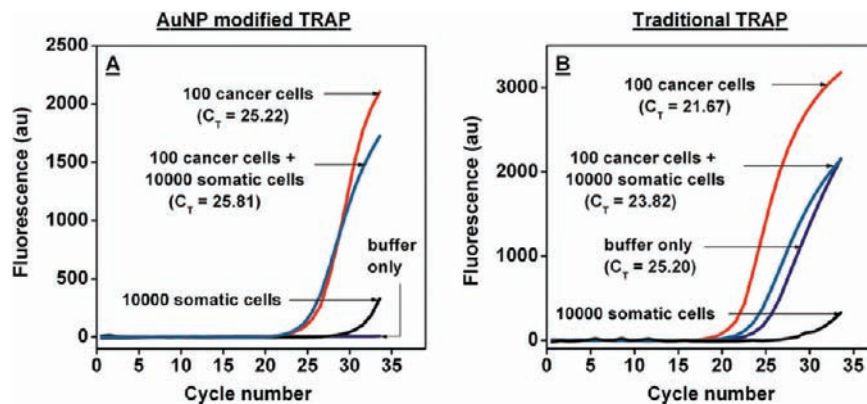 AuNP modified TRAP
A
2500
2000
1500
1000
500
0
Fluorescence (au)
100 cancer cells
(CT = 25.22)
100 cancer cells +
10000 somatic cells
(CT = 25.81)
buffer
only
10000 somatic cells
0 5 10 15 20 25 30 35
Cycle number
Traditional TRAP
B
3000
2000
1000
0
Fluorescence (au)
100 cancer cells
(CT = 21.67)
100 cancer cells +
10000 somatic cells
(CT = 23.82)
buffer only
(CT = 25.20)
10000 somatic cells
0 5 10 15 20 25 30 35
Cycle number